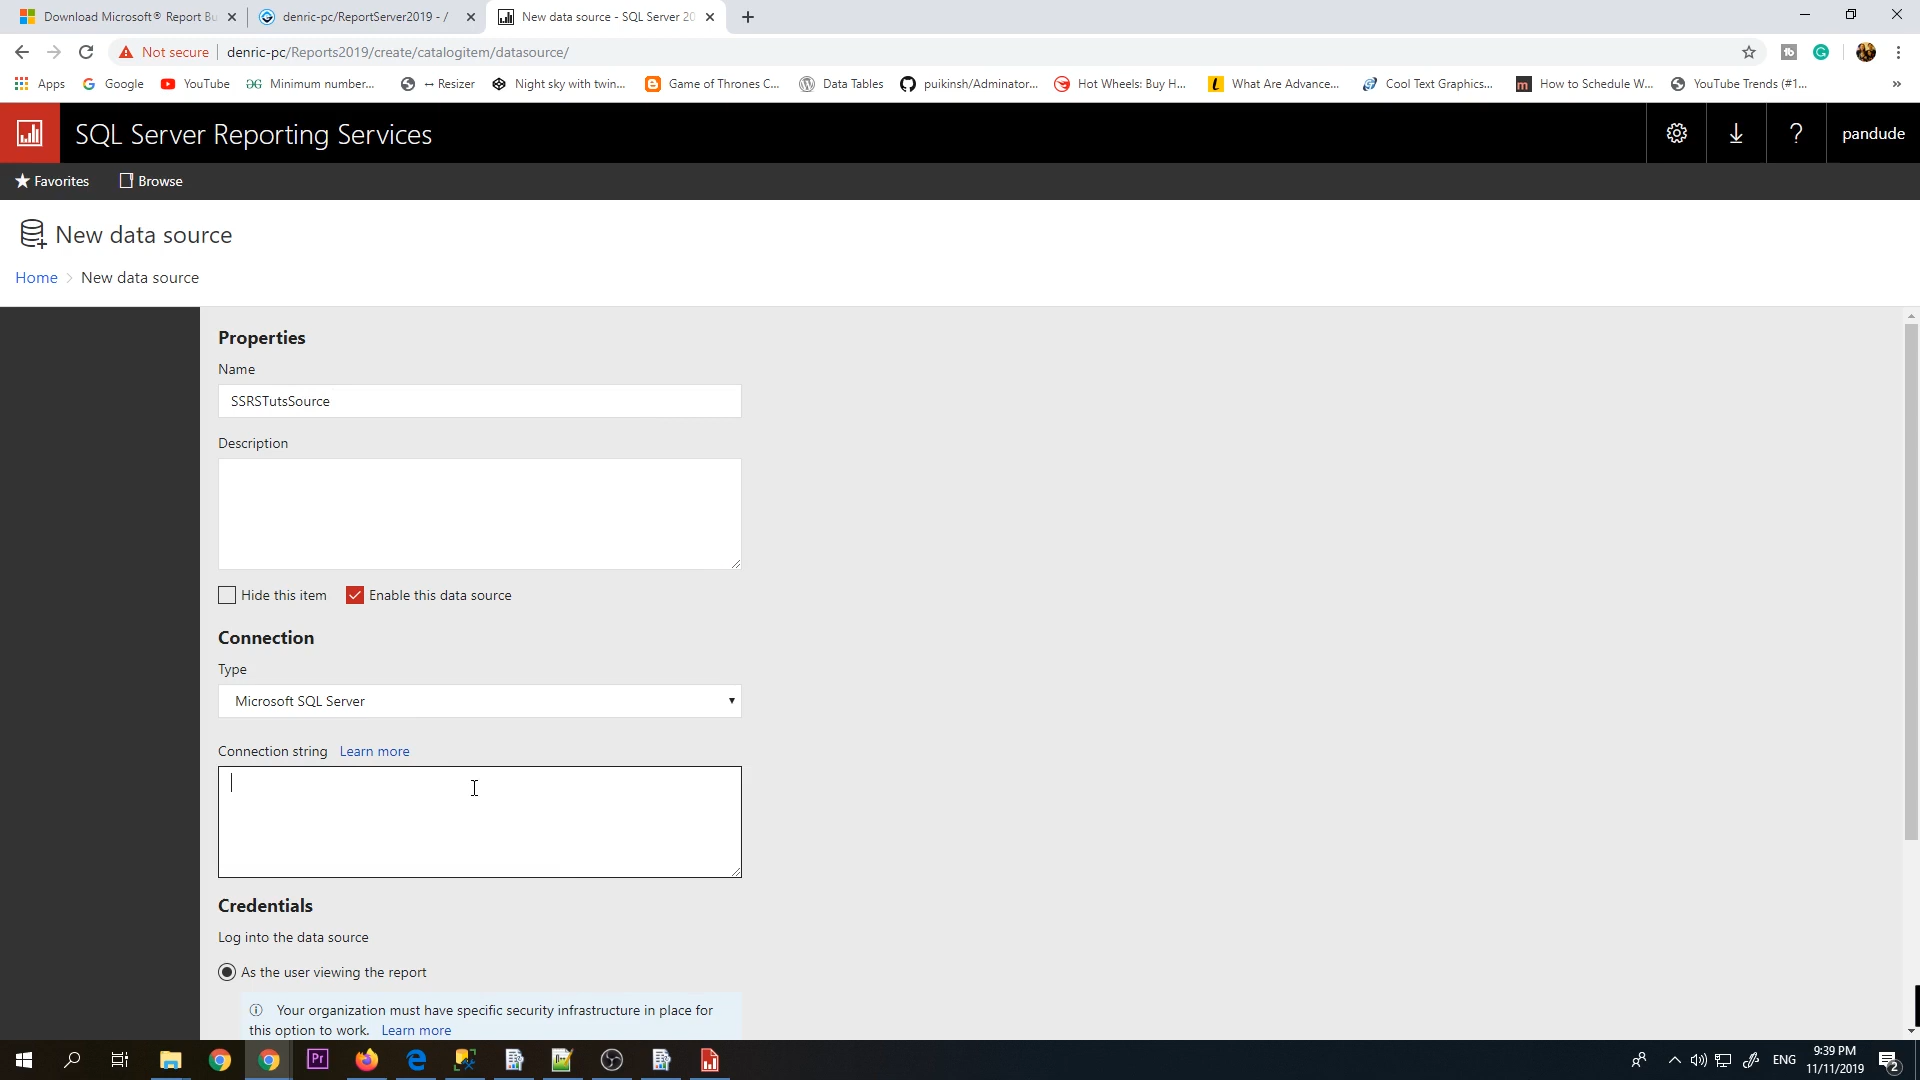 Download Microsoft® Report Bu
denric-pc/ReportServer2019 - /
New data source - SQL Server 20
Not secure
denric-pc/Reports2019/create/catalogitem/datasource/
Apps
Google
YouTube
Minimum number...
↔ Resizer
Night sky with twin...
Game of Thrones C...
Data Tables
puikinsh/Adminator...
Hot Wheels: Buy H...
What Are Advance...
Cool Text Graphics...
How to Schedule W...
YouTube Trends (#1...
SQL Server Reporting Services
pandude
Favorites
Browse
New data source
Home > New data source
Properties
Name
SSRSTutsSource
Description
Hide this item
Enable this data source
Connection
Type
Microsoft SQL Server
Connection string Learn more
Credentials
Log into the data source
As the user viewing the report
Your organization must have specific security infrastructure in place for
this option to work. Learn more
Pr
ENG
9:39 PM
11/11/2019
2